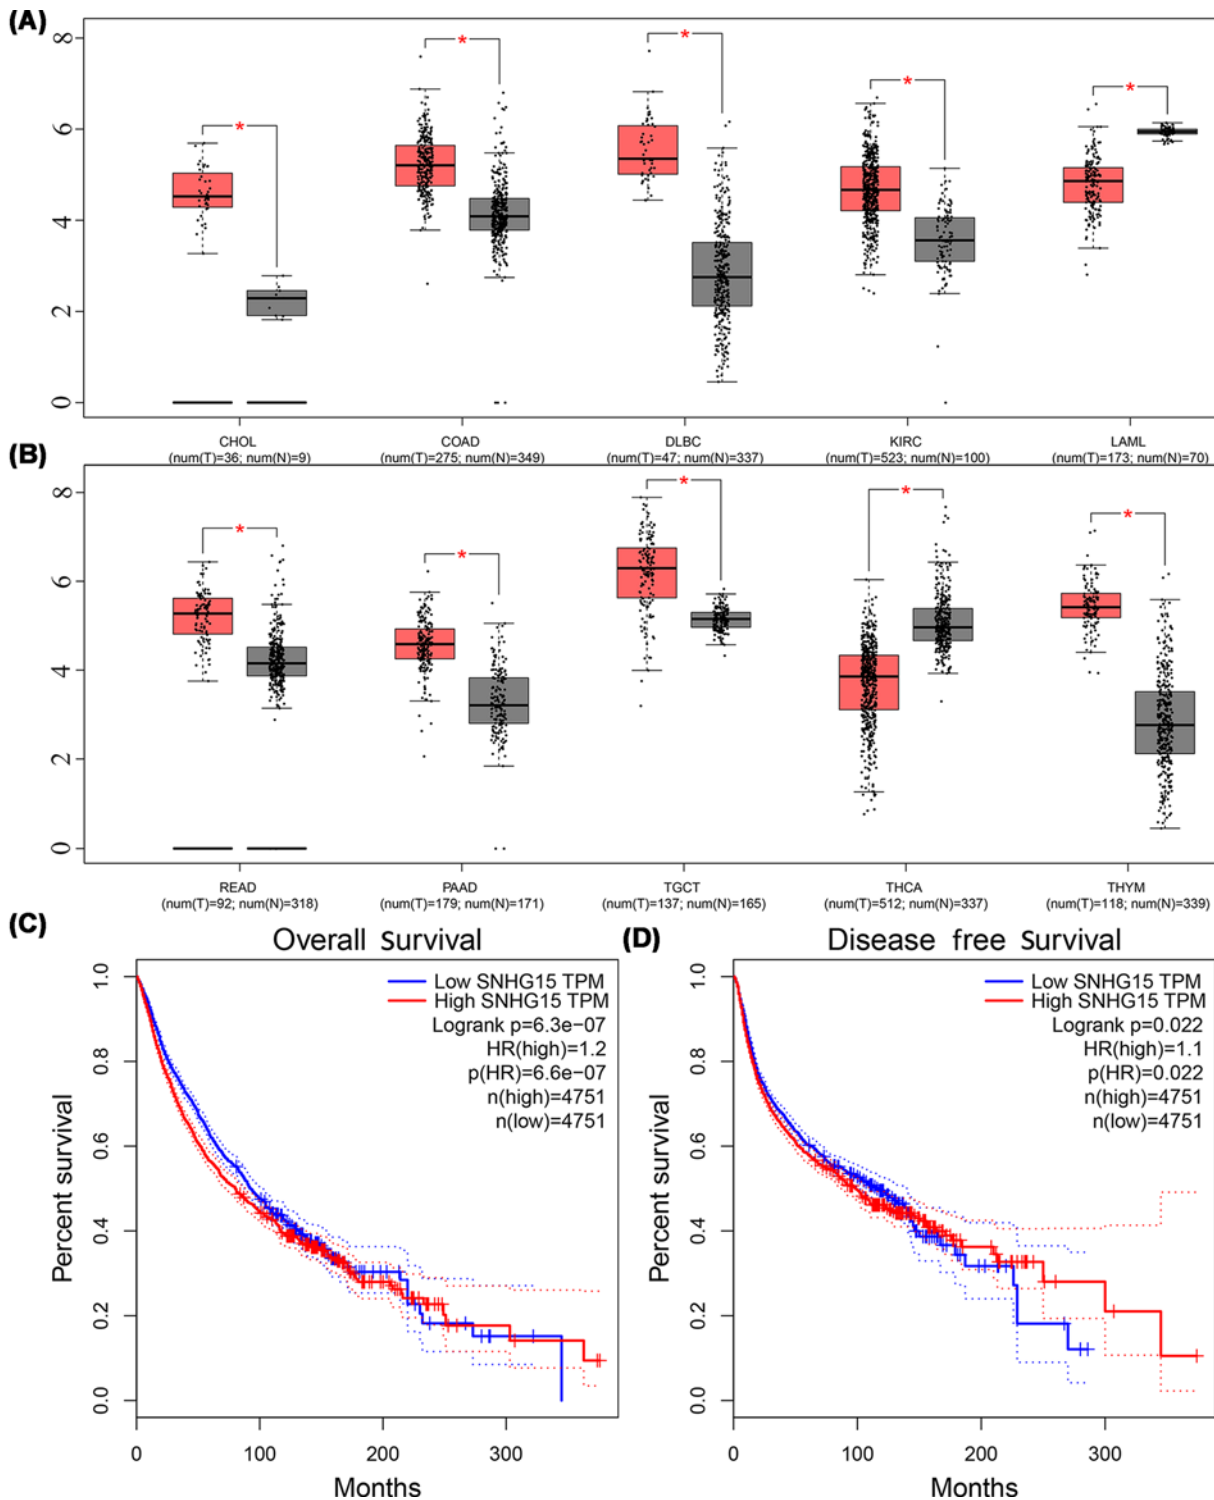 (A)
8
6
4
2
0
* * * * *
CHOL COAD DLBC KIRC LAML
(num(T)=36; num(N)=9) (num(T)=275; num(N)=349) (num(T)=47; num(N)=337) (num(T)=523; num(N)=100) (num(T)=173; num(N)=70)
(B)
8
6
4
2
0
* * * * *
READ PAAD TGCT THCA THYM
(num(T)=92; num(N)=318) (num(T)=179; num(N)=171) (num(T)=137; num(N)=165) (num(T)=512; num(N)=337) (num(T)=118; num(N)=339)
(C)
Overall Survival
Low SNHG15 TPM
High SNHG15 TPM
Logrank p=6.3e−07
HR(high)=1.2
p(HR)=6.6e−07
n(high)=4751
n(low)=4751
Percent survival
1.0
0.8
0.6
0.4
0.2
0.0
0 100 200 300
Months
(D)
Disease free Survival
Low SNHG15 TPM
High SNHG15 TPM
Logrank p=0.022
HR(high)=1.1
p(HR)=0.022
n(high)=4751
n(low)=4751
Percent survival
1.0
0.8
0.6
0.4
0.2
0.0
0 100 200 300
Months